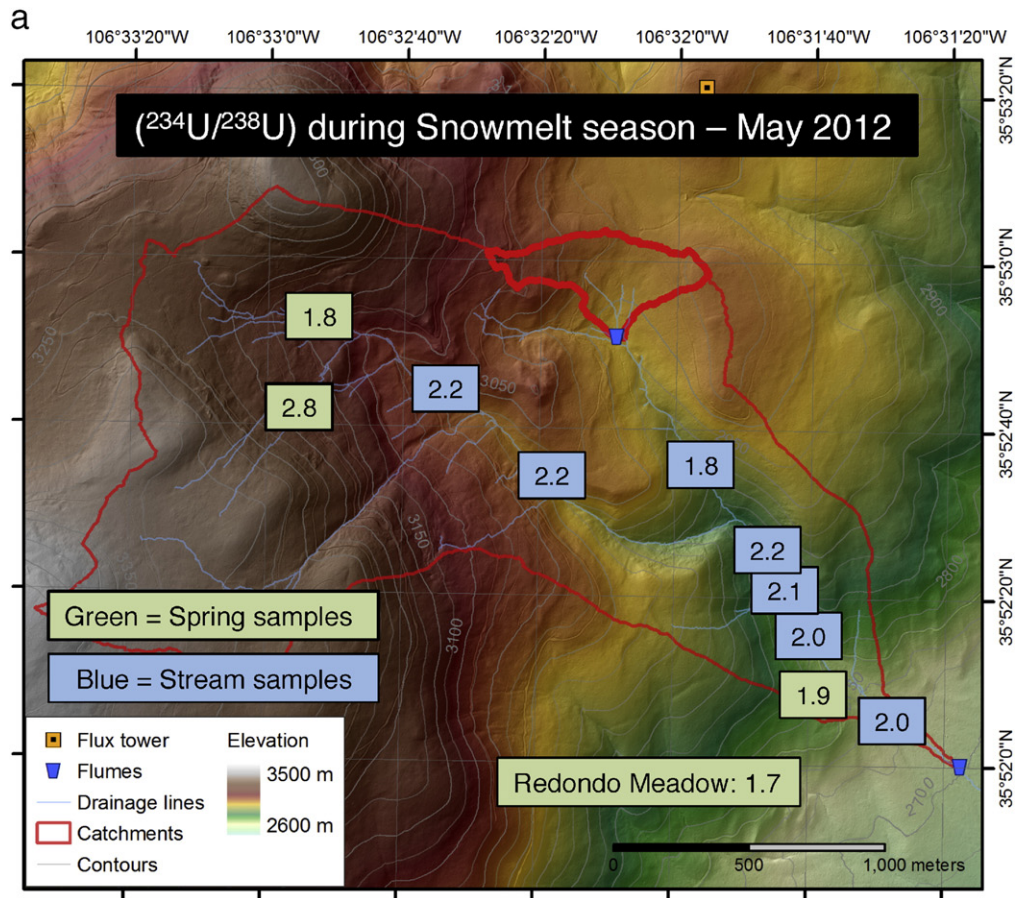 a
106°33'20"W 106°33'0"W 106°32'40"W 106°32'20"W 106°32'0"W 106°31'40"W 106°31'20"W
35°53'20"N
(²³⁴U/²³⁸U) during Snowmelt season – May 2012
35°53'0"N
2900
3250
1.8
3050
2.2
2.8
35°52'40"N
2.2
1.8
3150
2.2
2.1
35°52'20"N
Green = Spring samples
2.0
3100
Blue = Stream samples
1.9
2.0
35°52'0"N
Redondo Meadow: 1.7
2700
Flux tower
Flumes
Drainage lines
Catchments
Contours
Elevation
3500 m
2600 m
0 500 1,000 meters